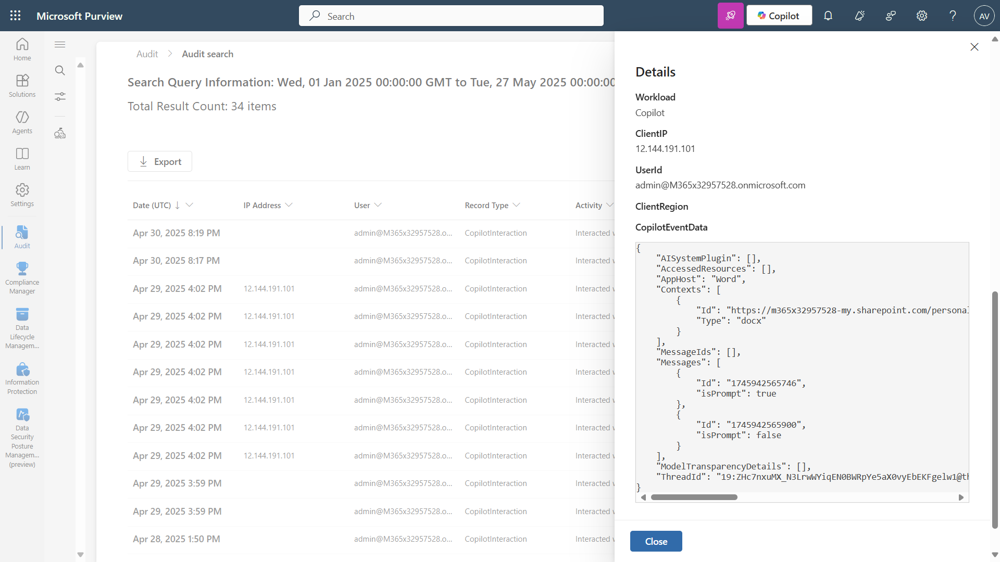 Microsoft Purview
Search
Copilot
AV
Home
Solutions
Agents
Learn
Settings
Audit
Compliance
Manager
Data
Lifecycle
Managem...
Information
Protection
Data
Security
Posture
Managem...
(preview)
Audit
Audit search
Search Query Information: Wed, 01 Jan 2025 00:00:00 GMT to Tue, 27 May 2025 00:00:00
Total Result Count: 34 items
Export
Date (UTC) IP Address User Record Type Activity
Apr 30, 2025 8:19 PM admin@M365x32957528.o... CopilotInteraction Interacted
Apr 30, 2025 8:17 PM admin@M365x32957528.o... CopilotInteraction Interacted
Apr 29, 2025 4:02 PM 12.144.191.101 admin@M365x32957528.o... CopilotInteraction Interacted
Apr 29, 2025 4:02 PM 12.144.191.101 admin@M365x32957528.o... CopilotInteraction Interacted
Apr 29, 2025 4:02 PM 12.144.191.101 admin@M365x32957528.o... CopilotInteraction Interacted
Apr 29, 2025 4:02 PM 12.144.191.101 admin@M365x32957528.o... CopilotInteraction Interacted
Apr 29, 2025 4:02 PM 12.144.191.101 admin@M365x32957528.o... CopilotInteraction Interacted
Apr 29, 2025 4:02 PM 12.144.191.101 admin@M365x32957528.o... CopilotInteraction Interacted
Apr 29, 2025 4:02 PM 12.144.191.101 admin@M365x32957528.o... CopilotInteraction Interacted
Apr 29, 2025 3:59 PM admin@M365x32957528.o... CopilotInteraction Interacted
Apr 29, 2025 3:59 PM admin@M365x32957528.o... CopilotInteraction Interacted
Apr 28, 2025 1:50 PM admin@M365x32957528.o... CopilotInteraction Interacted
Details
Workload
Copilot
ClientIP
12.144.191.101
UserId
admin@M365x32957528.onmicrosoft.com
ClientRegion
CopilotEventData
{
"AISystemPlugin": [],
"AccessedResources": [],
"AppHost": "Word",
"Contexts": [
{
"Id": "https://m365x32957528-my.sharepoint.com/personal
"Type": "docx"
}
],
"MessageIds": [],
"Messages": [
{
"Id": "1745942565746",
"isPrompt": true
},
{
"Id": "1745942565900",
"isPrompt": false
}
],
"ModelTransparencyDetails": [],
"ThreadId": "19:ZHc7nxuMX_N3LrwWYiqEN0BWRpYe5aX0vyEbEKFgelw1@th
}
Close